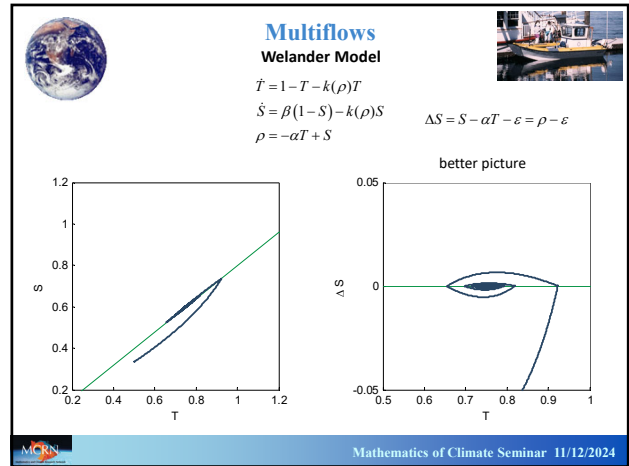 Multiflows
Welander Model
Ṫ = 1 − T − k(ρ)T
Ṡ = β(1 − S) − k(ρ)S
ρ = −αT + S
ΔS = S − αT − ε = ρ − ε
better picture
1.2
1
0.8
0.6
0.4
0.2
S
0.2 0.4 0.6 0.8 1 1.2
T
0.05
0
-0.05
Δ S
0.5 0.6 0.7 0.8 0.9 1
T
MCRN
Mathematics of Climate Seminar 11/12/2024